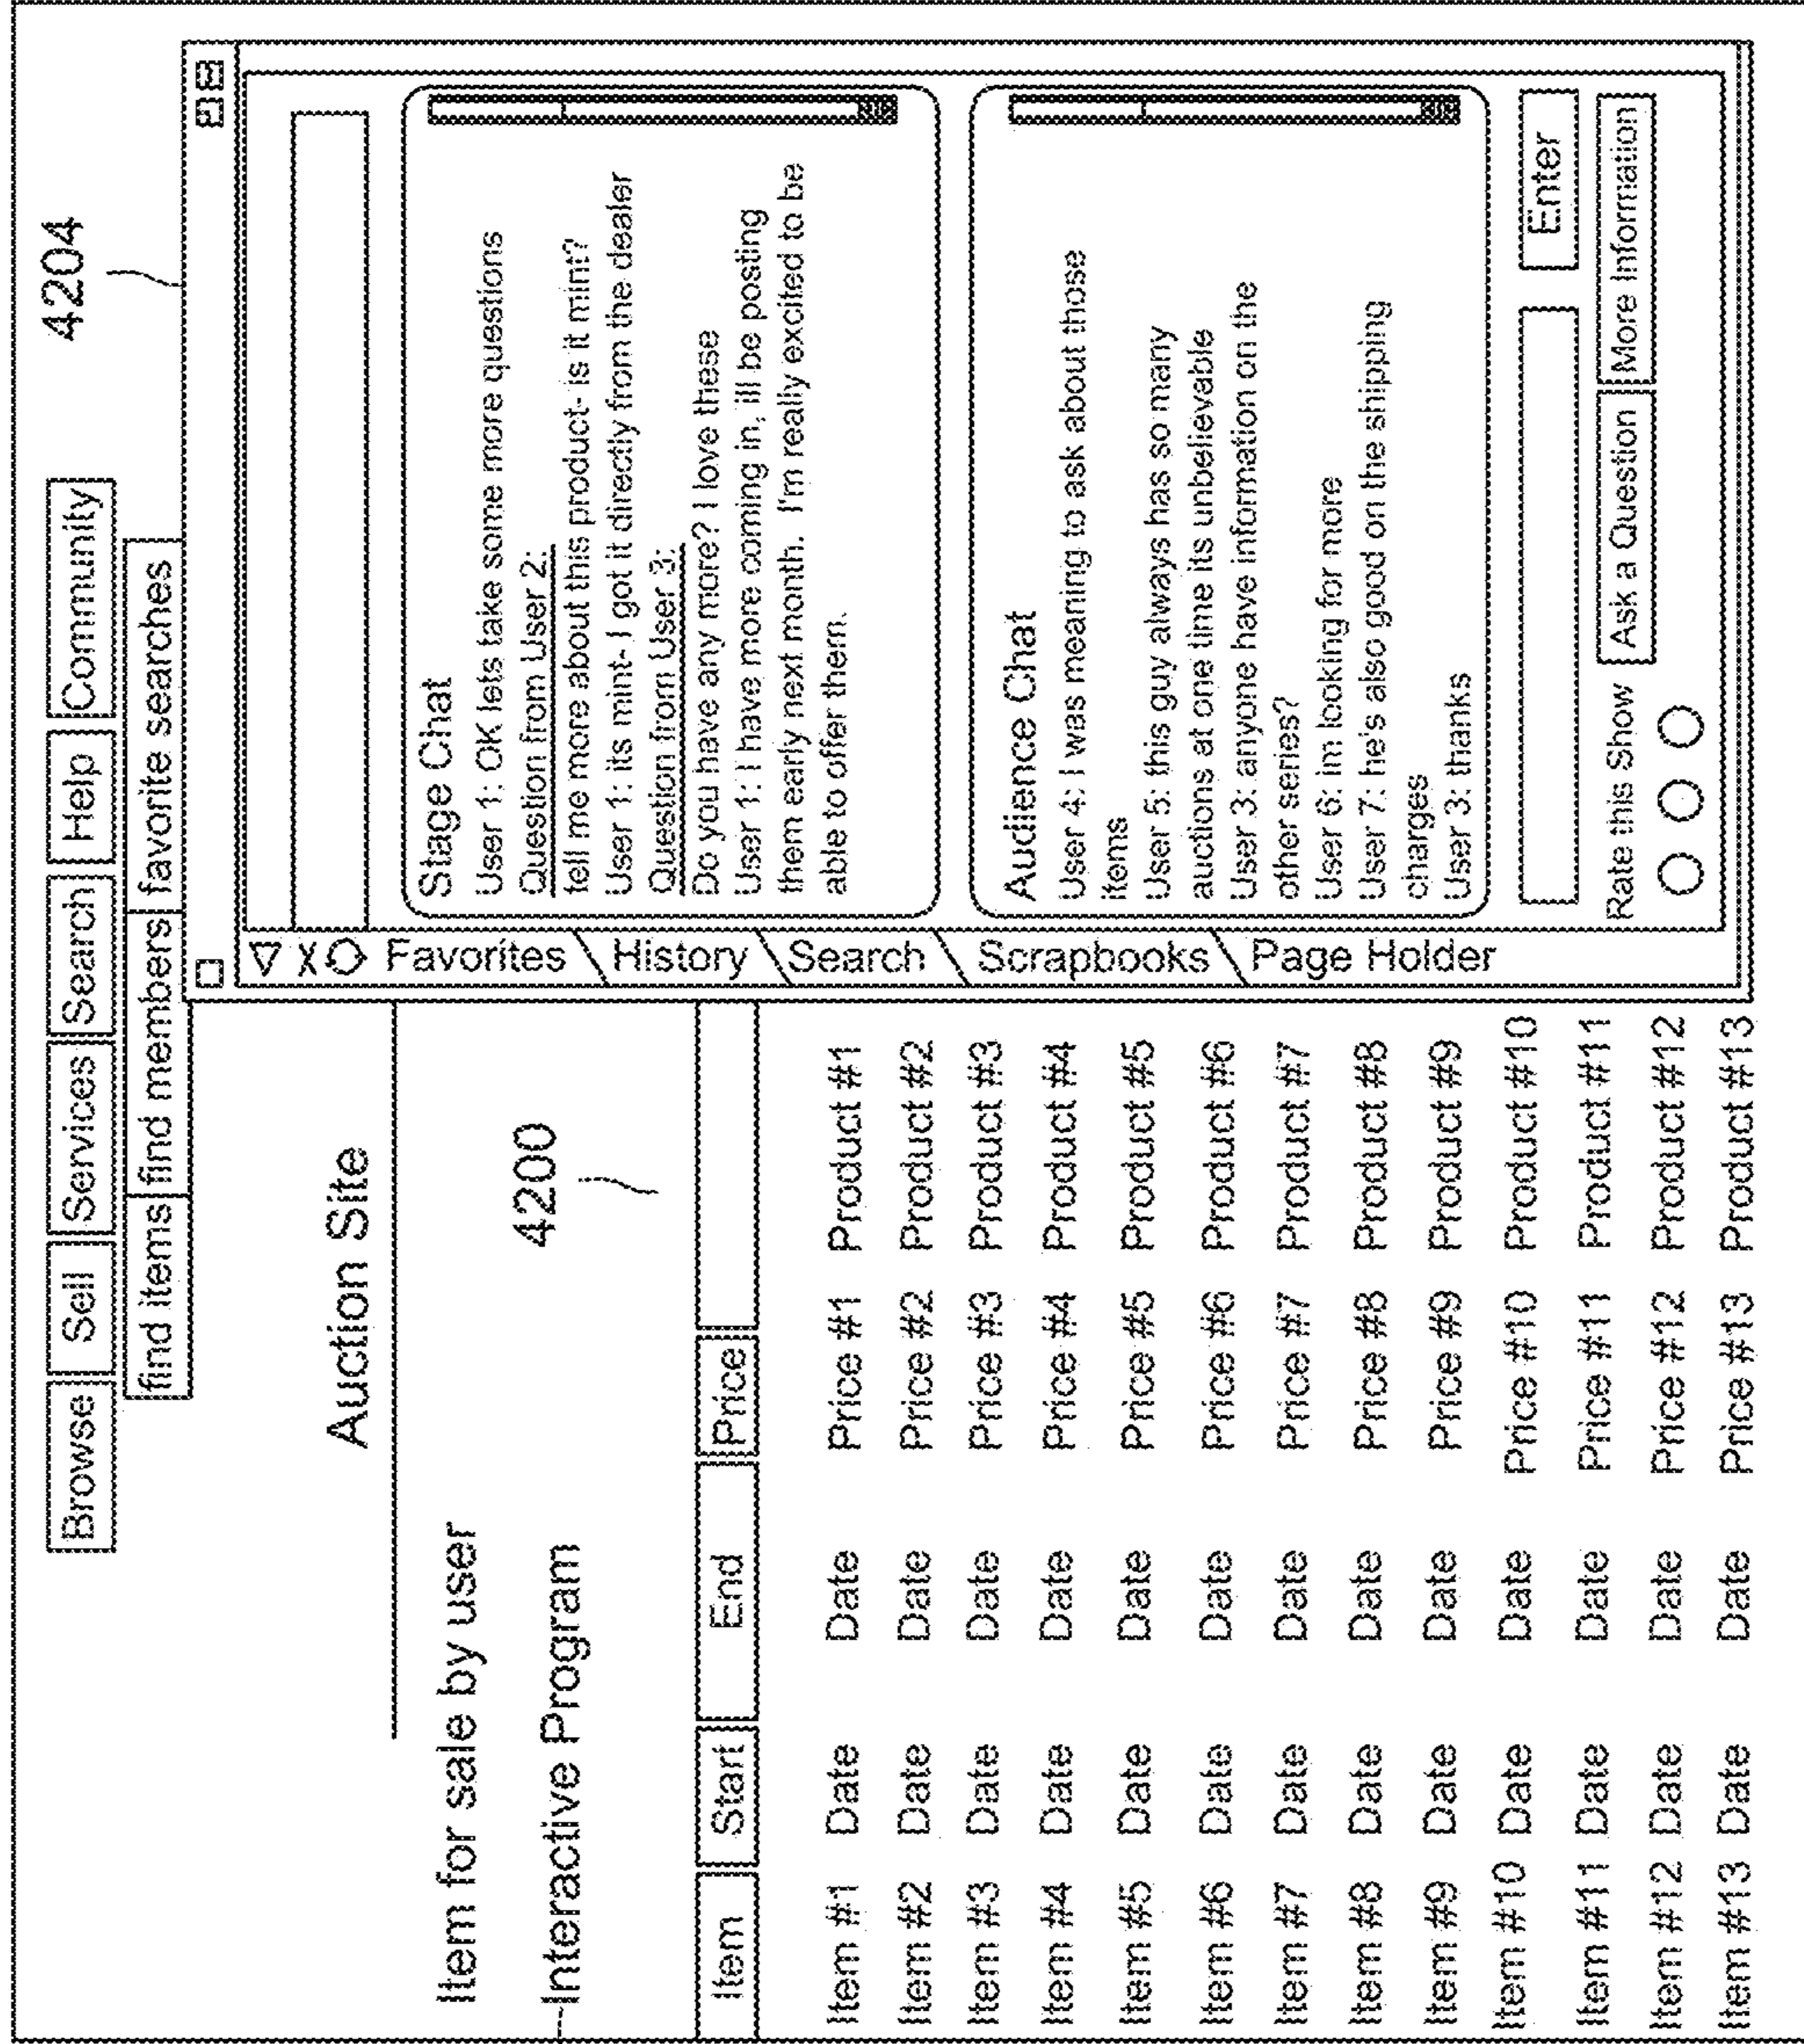 Browse Sell Services Search Help Community
find items find members favorite searches
4204
Auction Site
Item for sale by user
Interactive Program
4200
Item Start End Price
Item #1 Date Date Price #1 Product #1
Item #2 Date Date Price #2 Product #2
Item #3 Date Date Price #3 Product #3
Item #4 Date Date Price #4 Product #4
Item #5 Date Date Price #5 Product #5
Item #6 Date Date Price #6 Product #6
Item #7 Date Date Price #7 Product #7
Item #8 Date Date Price #8 Product #8
Item #9 Date Date Price #9 Product #9
Item #10 Date Date Price #10 Product #10
Item #11 Date Date Price #11 Product #11
Item #12 Date Date Price #12 Product #12
Item #13 Date Date Price #13 Product #13
X
Favorites
History
Search
Scrapbooks
Page Holder
Stage Chat
User 1: OK lets take some more questions
Question from User 2:
tell me more about this product- is it mint?
User 1: its mint- I got it directly from the dealer
Question from User 3:
Do you have any more? I love these
User 1: I have more coming in, ill be posting
them early next month. I'm really excited to be
able to offer them.
Audience Chat
User 4: I was meaning to ask about those
items
User 5: this guy always has so many
auctions at one time its unbelievable
User 3: anyone have information on the
other series?
User 6: im looking for more
User 7: he's also good on the shipping
charges
User 3: thanks
Enter
Rate this Show Ask a Question More Information